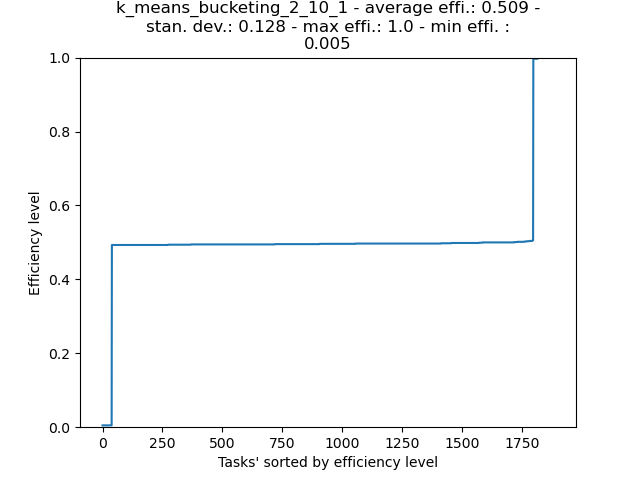 k_means_bucketing_2_10_1 - average effi.: 0.509 -
stan. dev.: 0.128 - max effi.: 1.0 - min effi. :
0.005
1.0
0.8
0.6
0.4
0.2
0.0
Efficiency level
0 250 500 750 1000 1250 1500 1750
Tasks' sorted by efficiency level